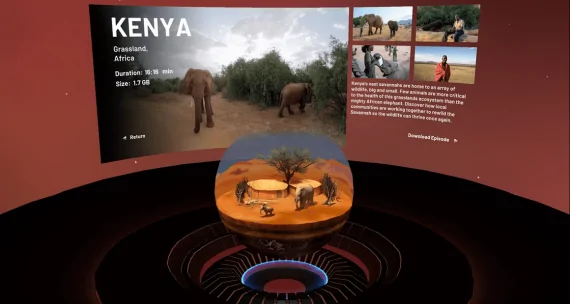 KENYA
Grassland,
Africa
Duration: 16:16 min
Size: 1.7 GB
Return
Kenya's vast savannahs are home to an array of
wildlife, big and small. Few animals are more critical
to the health of this grasslands ecosystem than the
mighty African elephant. Discover how local
communities are working together to rewild the
Savannah so the wildlife can thrive once again.
Download Episode